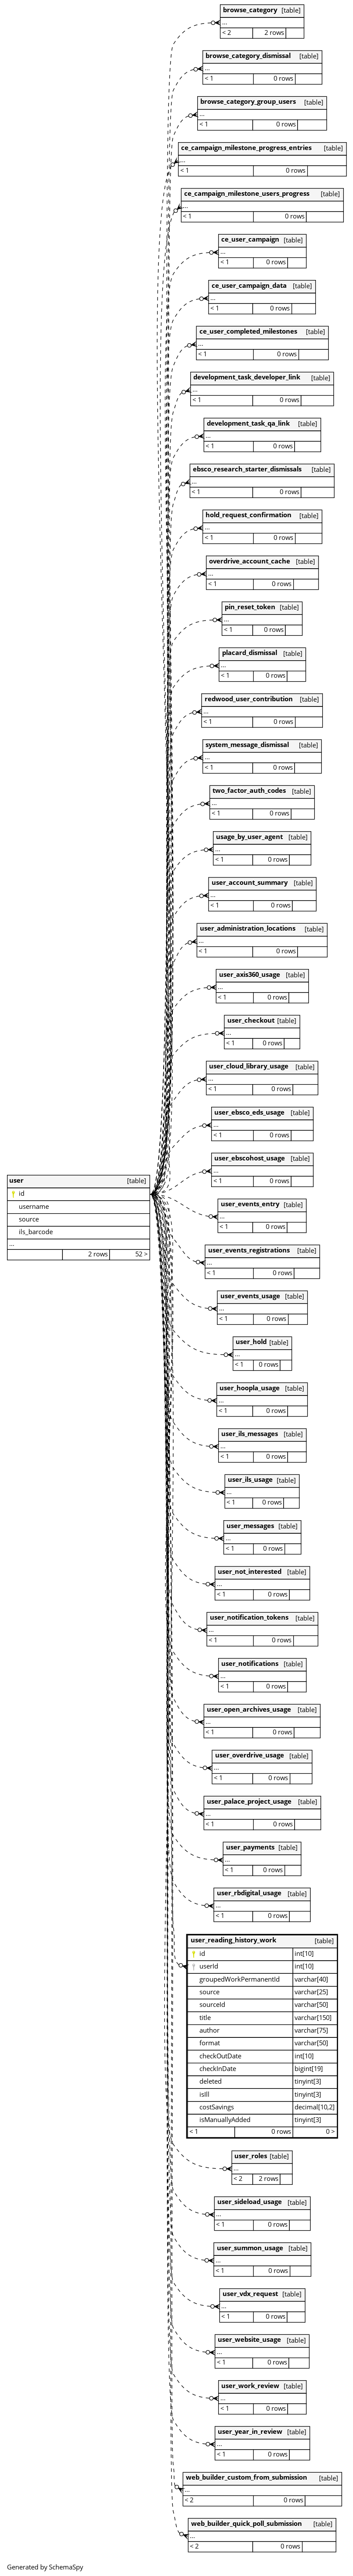 browse_category [table]
...
< 2 2 rows
browse_category_dismissal [table]
...
< 1 0 rows
browse_category_group_users [table]
...
< 1 0 rows
ce_campaign_milestone_progress_entries [table]
...
< 1 0 rows
ce_campaign_milestone_users_progress [table]
...
< 1 0 rows
ce_user_campaign [table]
...
< 1 0 rows
ce_user_campaign_data [table]
...
< 1 0 rows
ce_user_completed_milestones [table]
...
< 1 0 rows
development_task_developer_link [table]
...
< 1 0 rows
development_task_qa_link [table]
...
< 1 0 rows
ebsco_research_starter_dismissals [table]
...
< 1 0 rows
hold_request_confirmation [table]
...
< 1 0 rows
overdrive_account_cache [table]
...
< 1 0 rows
pin_reset_token [table]
...
< 1 0 rows
placard_dismissal [table]
...
< 1 0 rows
redwood_user_contribution [table]
...
< 1 0 rows
system_message_dismissal [table]
...
< 1 0 rows
two_factor_auth_codes [table]
...
< 1 0 rows
usage_by_user_agent [table]
...
< 1 0 rows
user_account_summary [table]
...
< 1 0 rows
user_administration_locations [table]
...
< 1 0 rows
user_axis360_usage [table]
...
< 1 0 rows
user_checkout [table]
...
< 1 0 rows
user_cloud_library_usage [table]
...
< 1 0 rows
user_ebsco_eds_usage [table]
...
< 1 0 rows
user_ebscohost_usage [table]
...
< 1 0 rows
user [table]
id
username
source
ils_barcode
...
2 rows 52 >
user_events_entry [table]
...
< 1 0 rows
user_events_registrations [table]
...
< 1 0 rows
user_events_usage [table]
...
< 1 0 rows
user_hold [table]
...
< 1 0 rows
user_hoopla_usage [table]
...
< 1 0 rows
user_ils_messages [table]
...
< 1 0 rows
user_ils_usage [table]
...
< 1 0 rows
user_messages [table]
...
< 1 0 rows
user_not_interested [table]
...
< 1 0 rows
user_notification_tokens [table]
...
< 1 0 rows
user_notifications [table]
...
< 1 0 rows
user_open_archives_usage [table]
...
< 1 0 rows
user_overdrive_usage [table]
...
< 1 0 rows
user_palace_project_usage [table]
...
< 1 0 rows
user_payments [table]
...
< 1 0 rows
user_rbdigital_usage [table]
...
< 1 0 rows
user_reading_history_work [table]
id int[10]
userId int[10]
groupedWorkPermanentId varchar[40]
source varchar[25]
sourceId varchar[50]
title varchar[150]
author varchar[75]
format varchar[50]
checkOutDate int[10]
checkInDate bigint[19]
deleted tinyint[3]
isIll tinyint[3]
costSavings decimal[10,2]
isManuallyAdded tinyint[3]
< 1 0 rows 0 >
user_roles [table]
...
< 2 2 rows
user_sideload_usage [table]
...
< 1 0 rows
user_summon_usage [table]
...
< 1 0 rows
user_vdx_request [table]
...
< 1 0 rows
user_website_usage [table]
...
< 1 0 rows
user_work_review [table]
...
< 1 0 rows
user_year_in_review [table]
...
< 1 0 rows
web_builder_custom_from_submission [table]
...
< 2 0 rows
web_builder_quick_poll_submission [table]
...
< 2 0 rows
Generated by SchemaSpy